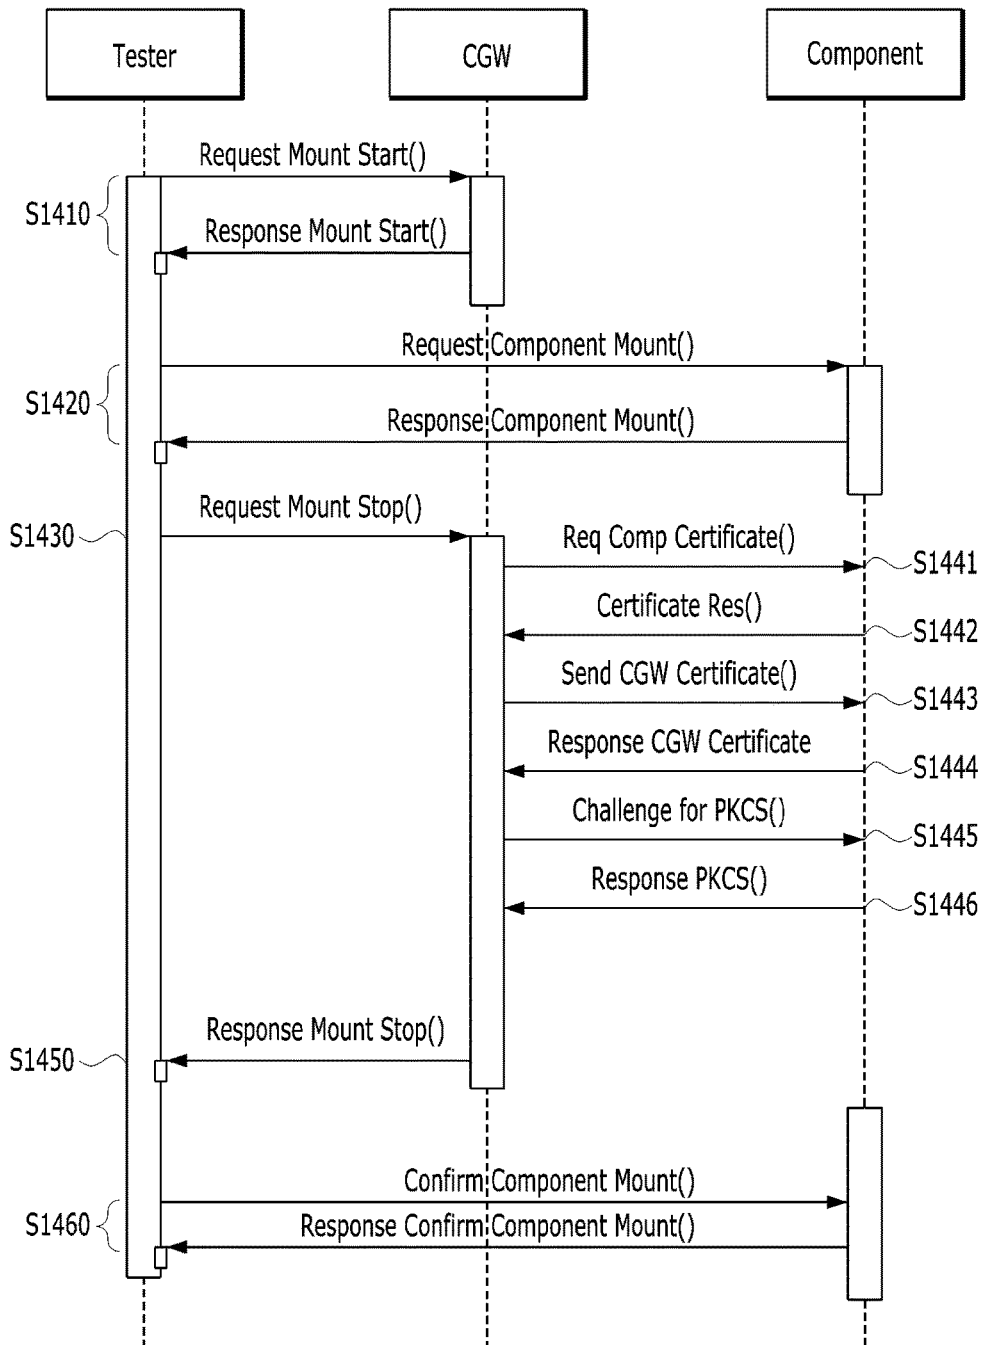 Tester
CGW
Component
Request Mount Start()
S1410
Response Mount Start()
Request Component Mount()
S1420
Response Component Mount()
Request Mount Stop()
S1430
Req Comp Certificate()
S1441
Certificate Res()
S1442
Send CGW Certificate()
S1443
Response CGW Certificate
S1444
Challenge for PKCS()
S1445
Response PKCS()
S1446
Response Mount Stop()
S1450
Confirm Component Mount()
S1460
Response Confirm Component Mount()